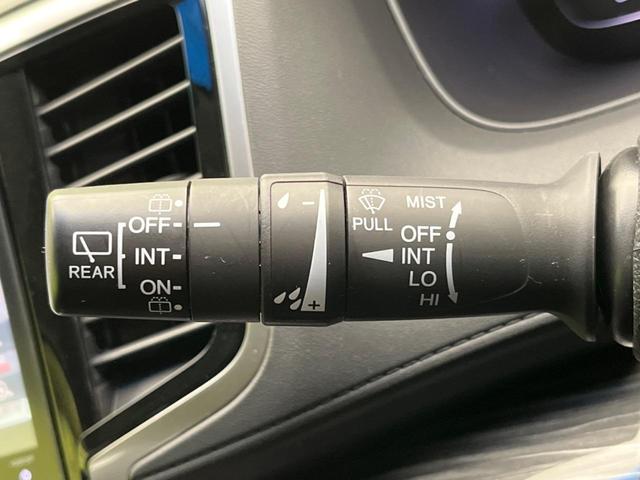 REAR
OFF
INT
ON
-
+
PULL
MIST
OFF
INT
LO
HI